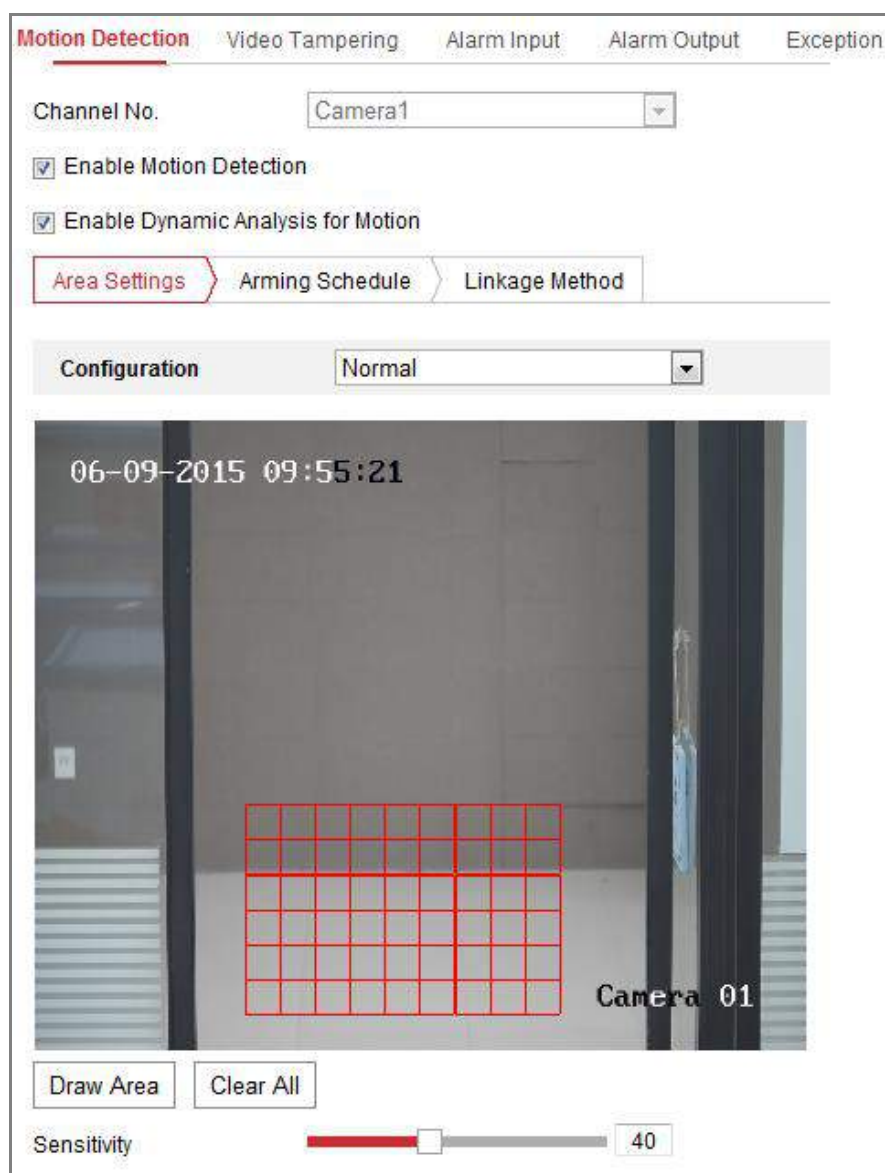 Motion Detection Video Tampering Alarm Input Alarm Output Exception
Channel No. Camera1
Enable Motion Detection
Enable Dynamic Analysis for Motion
Area Settings Arming Schedule Linkage Method
Configuration Normal
06-09-2015 09:55:21
Camera 01
Draw Area Clear All
Sensitivity 40